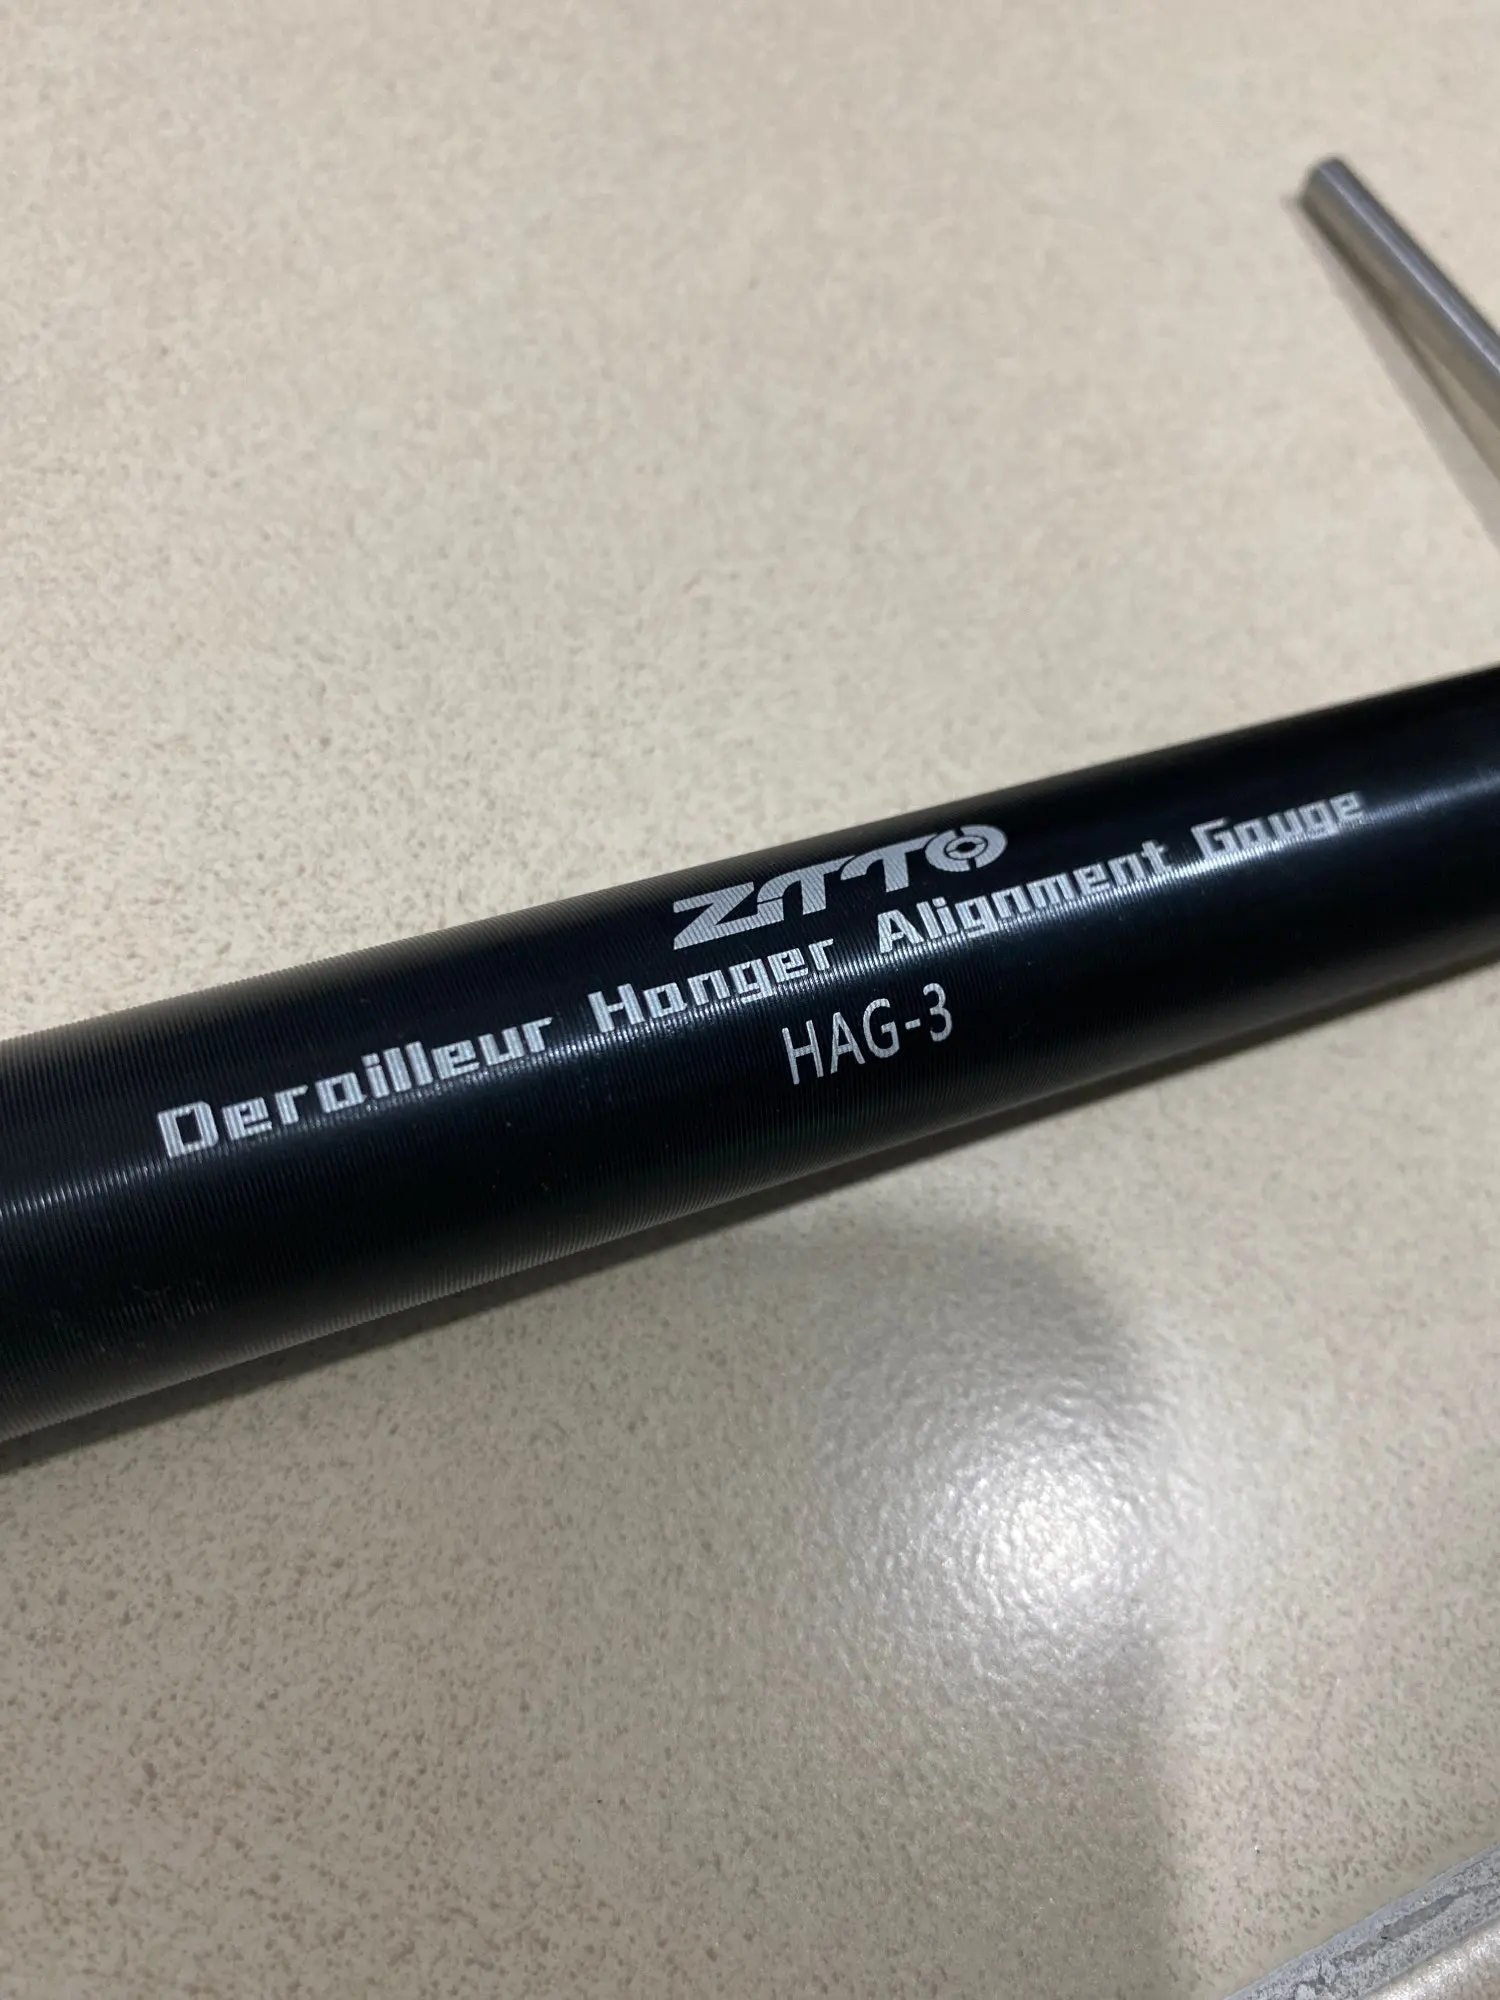 ZTTO
Derailleur Hanger Alignment Gauge
HAG-3